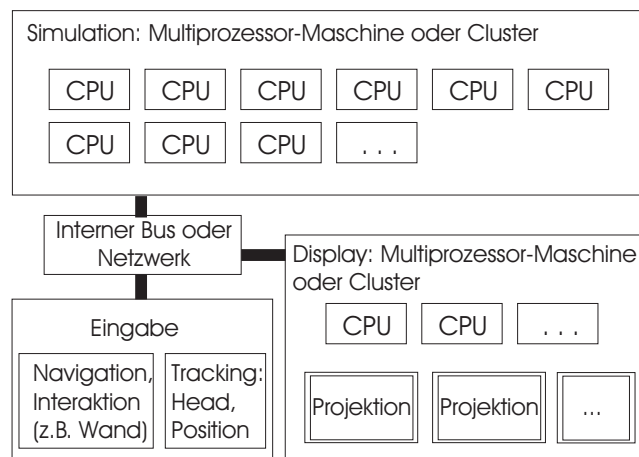 Simulation: Multiprozessor-Maschine oder Cluster
CPU CPU CPU CPU CPU CPU
CPU CPU CPU . . .
Interner Bus oder
Netzwerk
Display: Multiprozessor-Maschine
oder Cluster
CPU CPU . . .
Projektion Projektion ...
Eingabe
Navigation,
Interaktion
(z.B. Wand)
Tracking:
Head,
Position